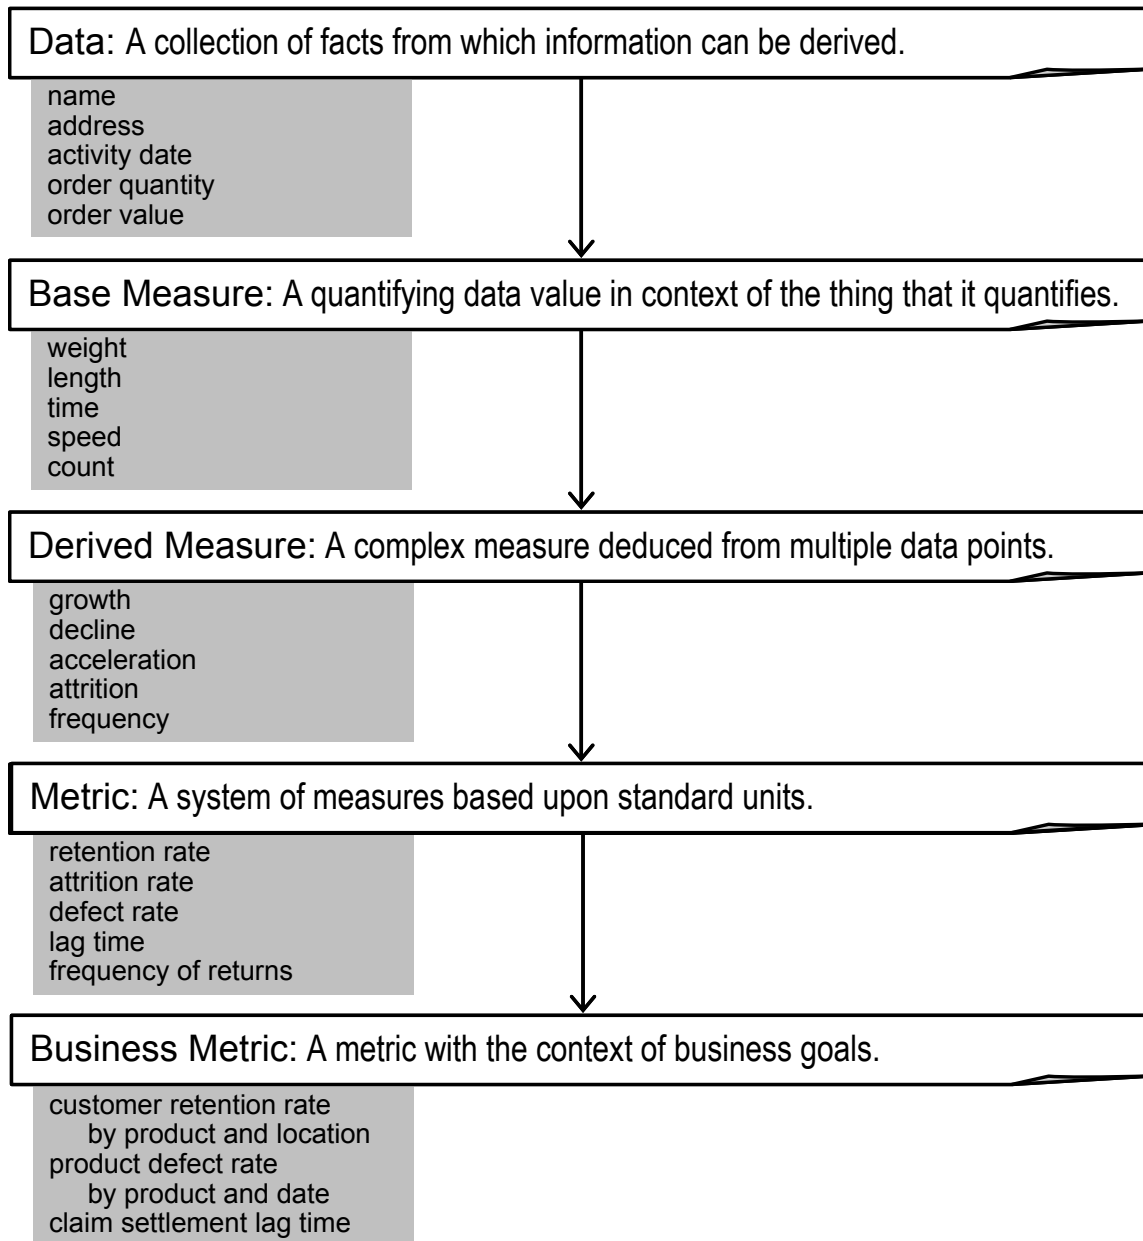 Data: A collection of facts from which information can be derived.
name
address
activity date
order quantity
order value
Base Measure: A quantifying data value in context of the thing that it quantifies.
weight
length
time
speed
count
Derived Measure: A complex measure deduced from multiple data points.
growth
decline
acceleration
attrition
frequency
Metric: A system of measures based upon standard units.
retention rate
attrition rate
defect rate
lag time
frequency of returns
Business Metric: A metric with the context of business goals.
customer retention rate
by product and location
product defect rate
by product and date
claim settlement lag time